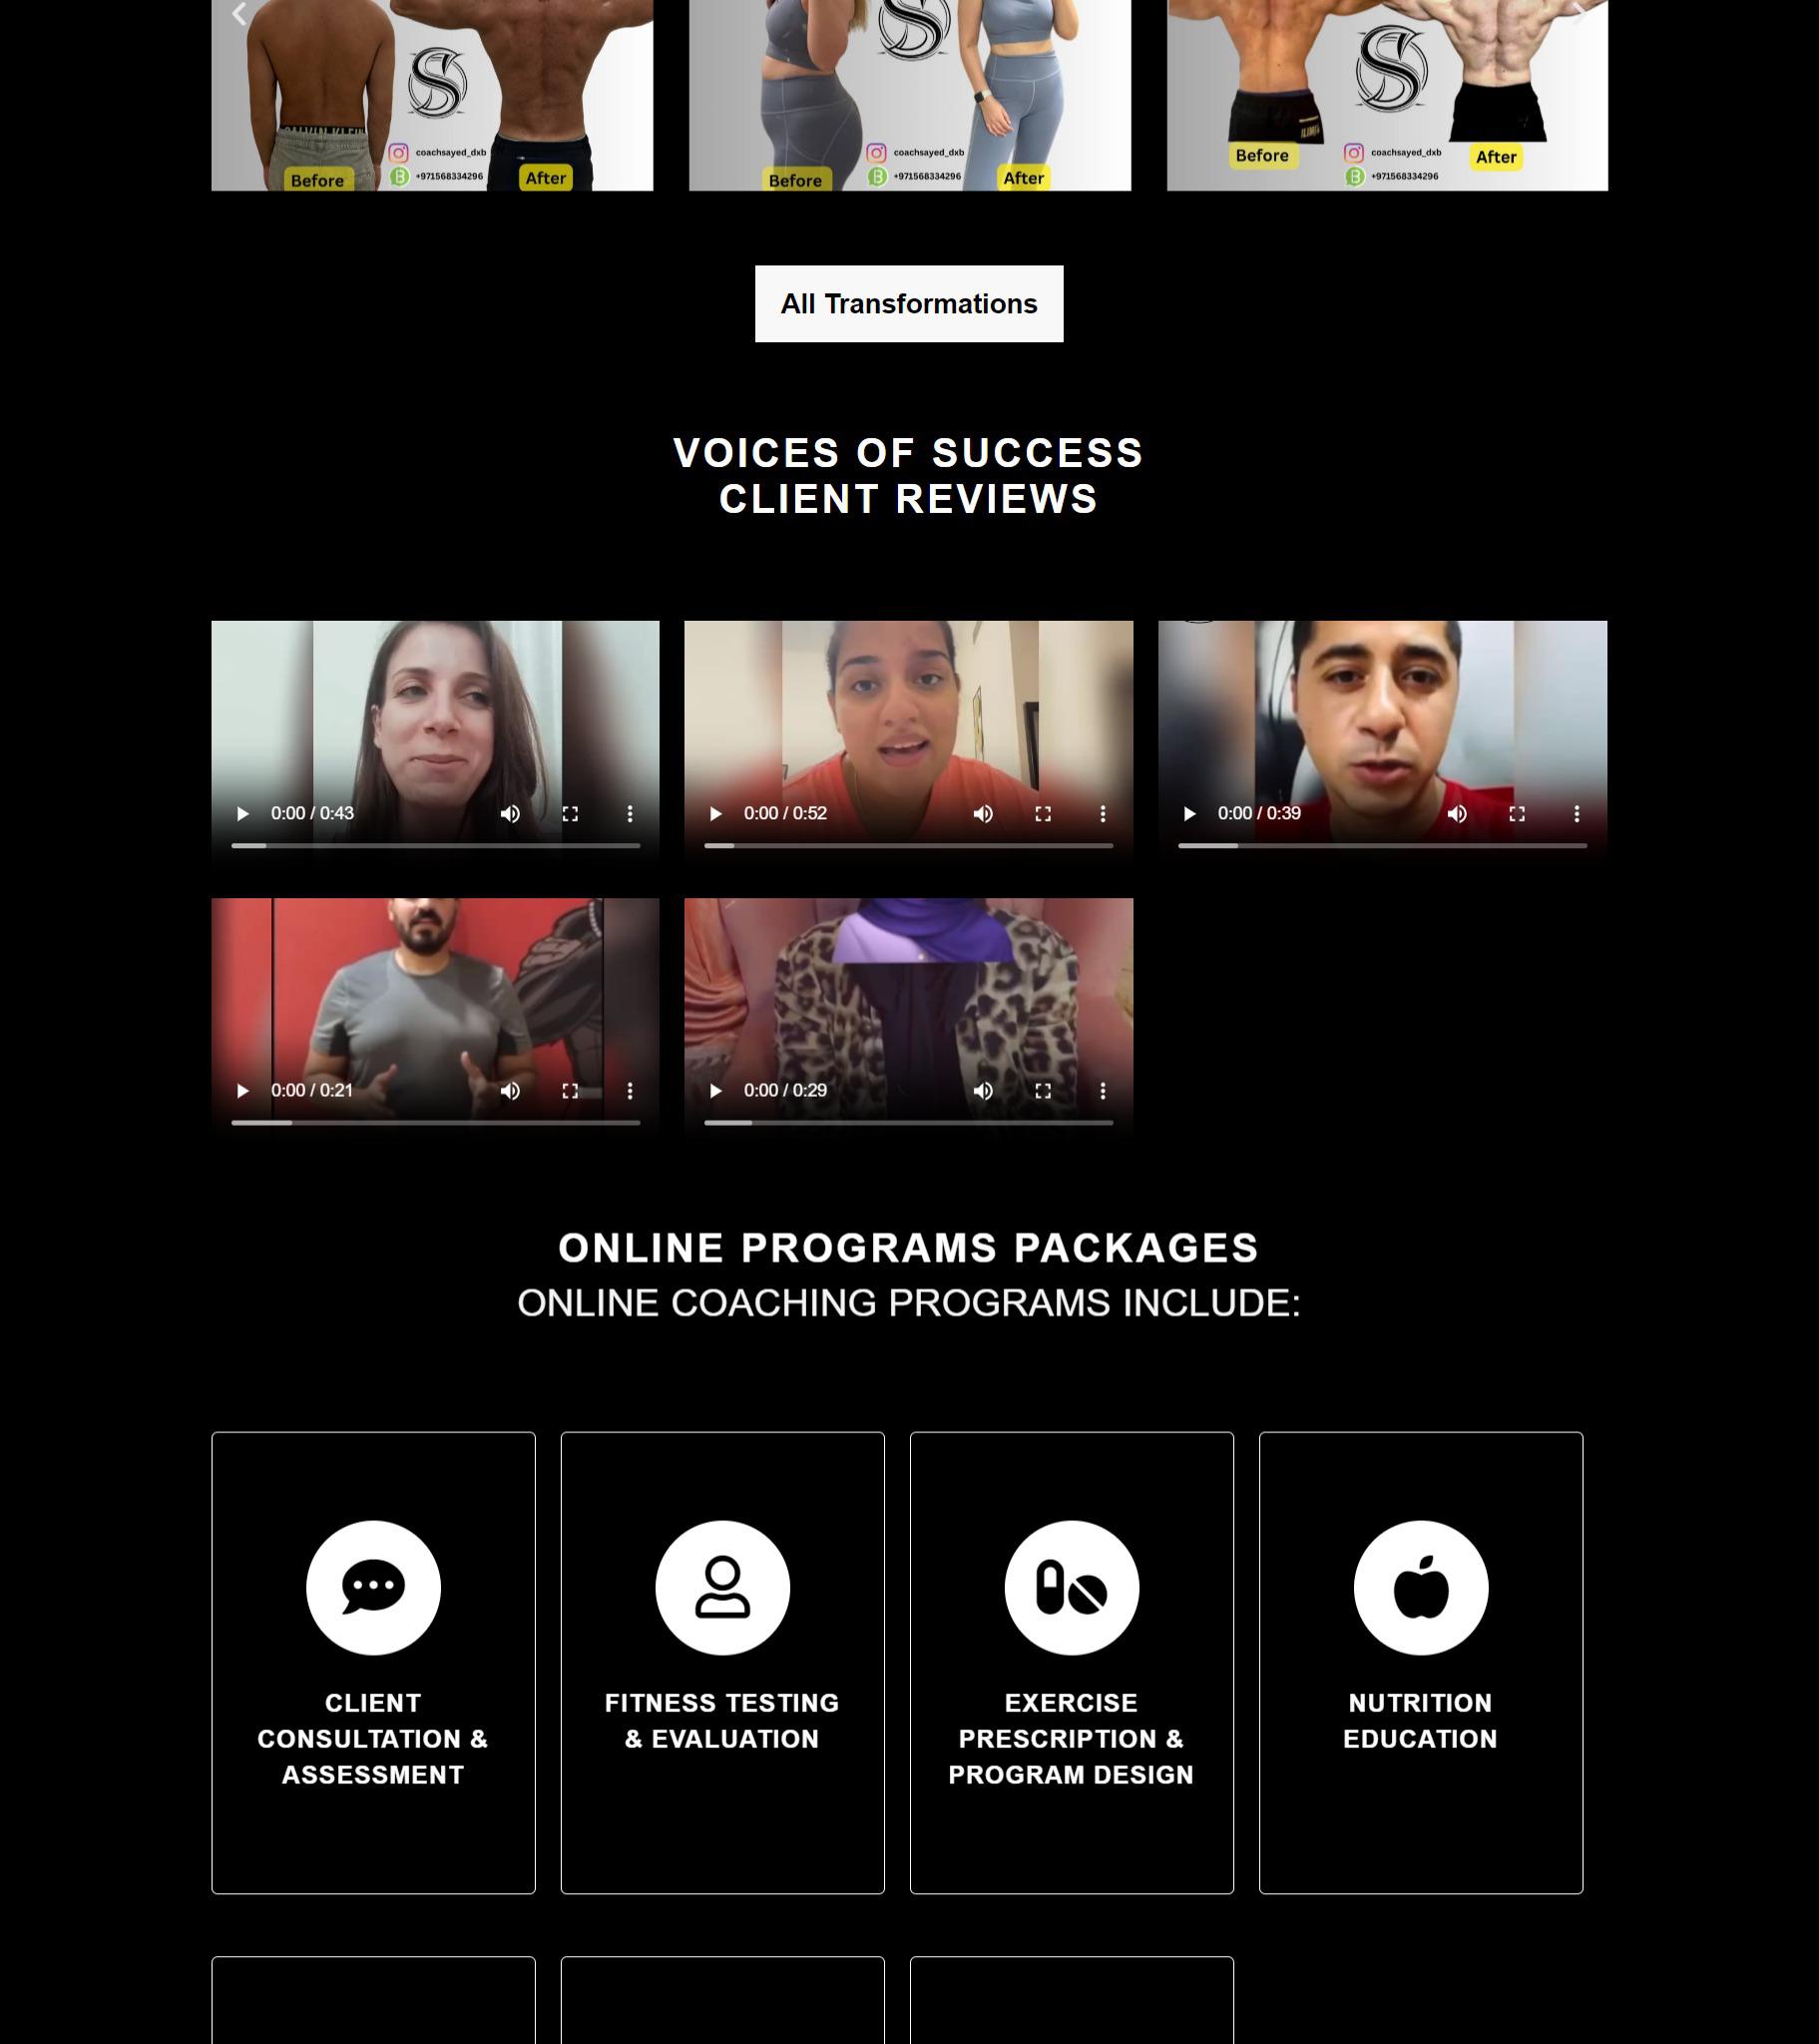 CALVIN KLEIN
coachsayed_dxb
+971568334296
Before
After
coachsayed_dxb
+971568334296
Before
After
Before
coachsayed_dxb
After
+971568334296
All Transformations
VOICES OF SUCCESS
CLIENT REVIEWS
0:00 / 0:43
0:00 / 0:52
0:00 / 0:39
0:00 / 0:21
0:00 / 0:29
ONLINE PROGRAMS PACKAGES
ONLINE COACHING PROGRAMS INCLUDE:
CLIENT
CONSULTATION &
ASSESSMENT
FITNESS TESTING
& EVALUATION
EXERCISE
PRESCRIPTION &
PROGRAM DESIGN
NUTRITION
EDUCATION